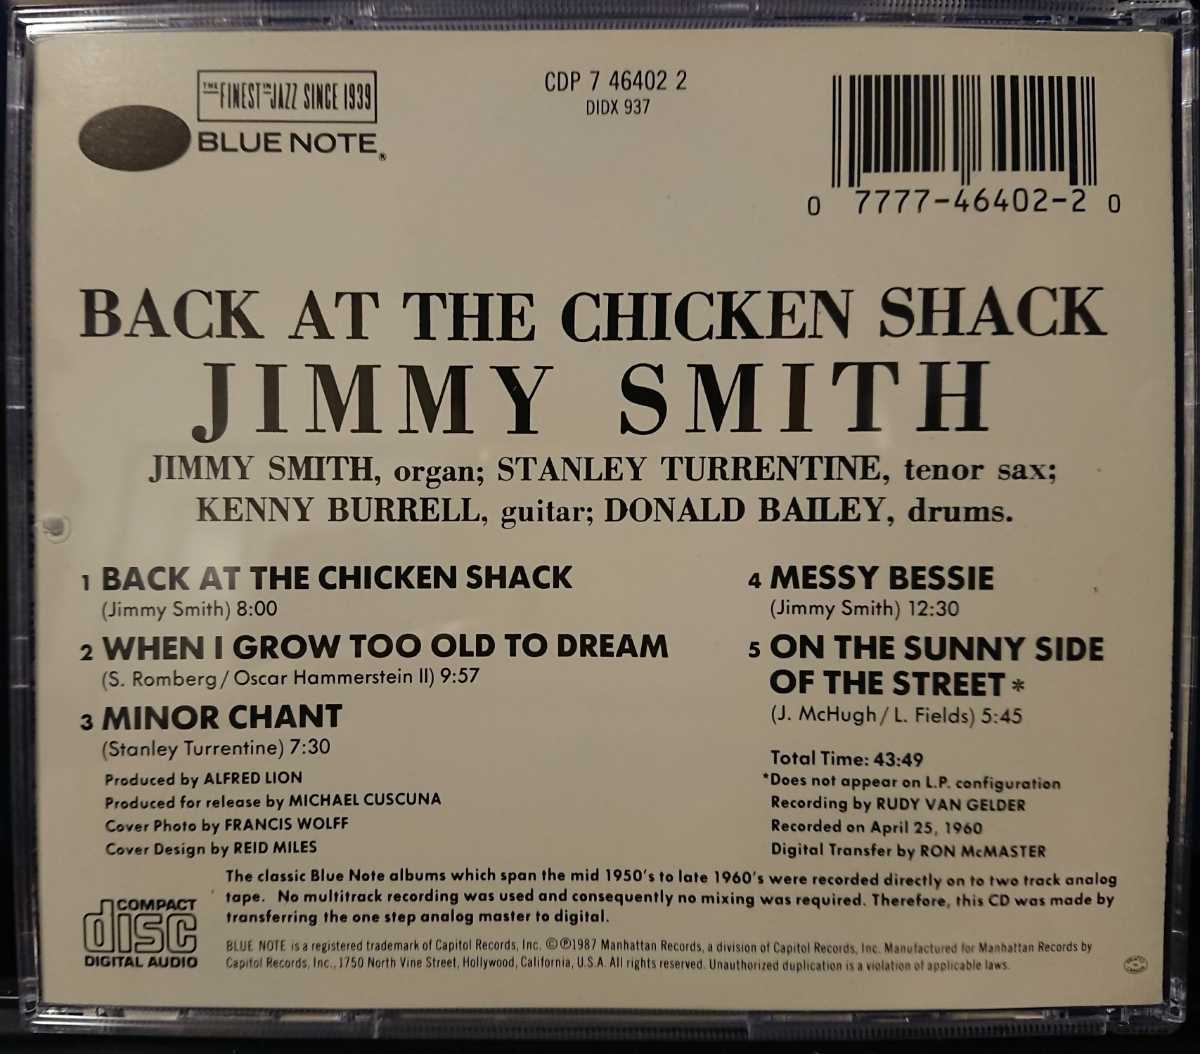 THE FINEST IN JAZZ SINCE 1939
BLUE NOTE®
CDP 7 46402 2
DIDX 937
0 7777-46402-2 0
BACK AT THE CHICKEN SHACK
JIMMY SMITH
JIMMY SMITH, organ; STANLEY TURRENTINE, tenor sax;
KENNY BURRELL, guitar; DONALD BAILEY, drums.
1 BACK AT THE CHICKEN SHACK
(Jimmy Smith) 8:00
2 WHEN I GROW TOO OLD TO DREAM
(S. Romberg/Oscar Hammerstein II) 9:57
3 MINOR CHANT
(Stanley Turrentine) 7:30
Produced by ALFRED LION
Produced for release by MICHAEL CUSCUNA
Cover Photo by FRANCIS WOLFF
Cover Design by REID MILES
4 MESSY BESSIE
(Jimmy Smith) 12:30
5 ON THE SUNNY SIDE
OF THE STREET*
(J. McHugh/L. Fields) 5:45
Total Time: 43:49
*Does not appear on L.P. configuration
Recording by RUDY VAN GELDER
Recorded on April 25, 1960
Digital Transfer by RON McMASTER
The classic Blue Note albums which span the mid 1950's to late 1960's were recorded directly on to two track analog
tape. No multitrack recording was used and consequently no mixing was required. Therefore, this CD was made by
transferring the one step analog master to digital.
COMPACT
disc
DIGITAL AUDIO
BLUE NOTE is a registered trademark of Capitol Records, Inc. ©℗1987 Manhattan Records, a division of Capitol Records, Inc. Manufactured for Manhattan Records by
Capitol Records, Inc., 1750 North Vine Street, Hollywood, California, U.S.A. All rights reserved. Unauthorized duplication is a violation of applicable laws.